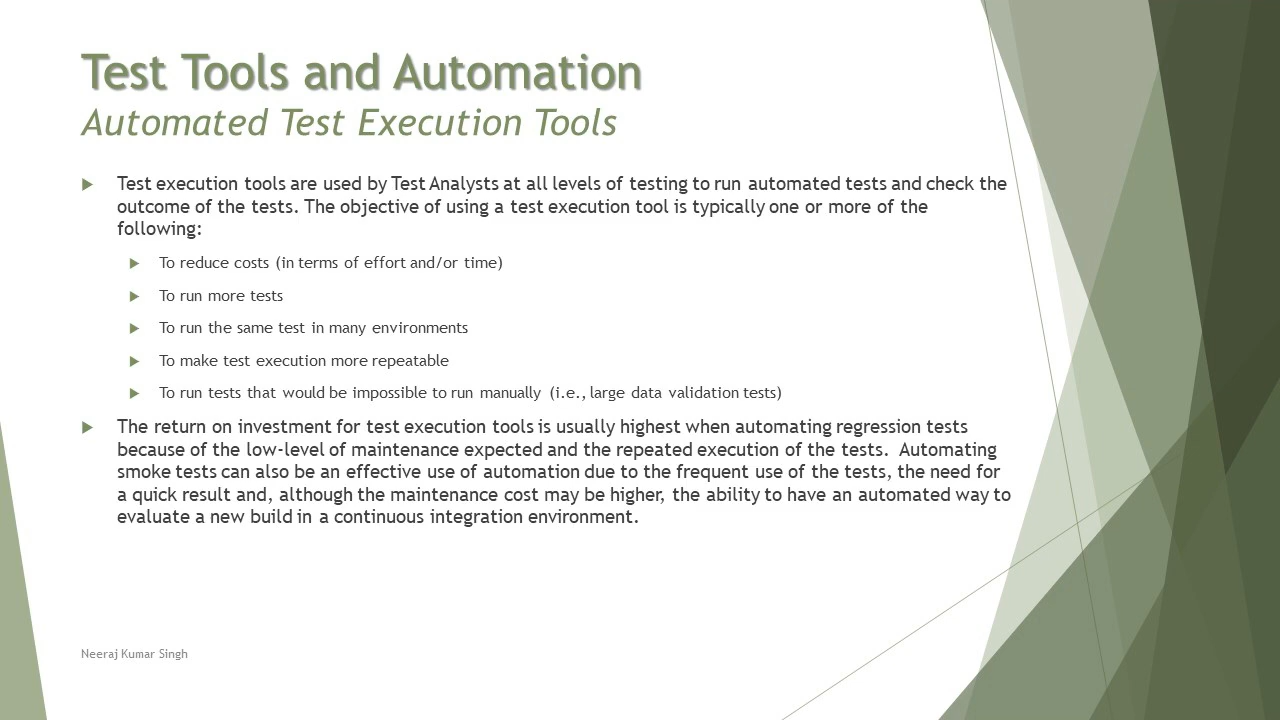 Test Tools and Automation
Automated Test Execution Tools
Test execution tools are used by Test Analysts at all levels of testing to run automated tests and check the
outcome of the tests. The objective of using a test execution tool is typically one or more of the
following:
To reduce costs (in terms of effort and/or time)
To run more tests
To run the same test in many environments
To make test execution more repeatable
To run tests that would be impossible to run manually (i.e., large data validation tests)
The return on investment for test execution tools is usually highest when automating regression tests
because of the low-level of maintenance expected and the repeated execution of the tests.  Automating
smoke tests can also be an effective use of automation due to the frequent use of the tests, the need for
a quick result and, although the maintenance cost may be higher, the ability to have an automated way to
evaluate a new build in a continuous integration environment.
Neeraj Kumar Singh